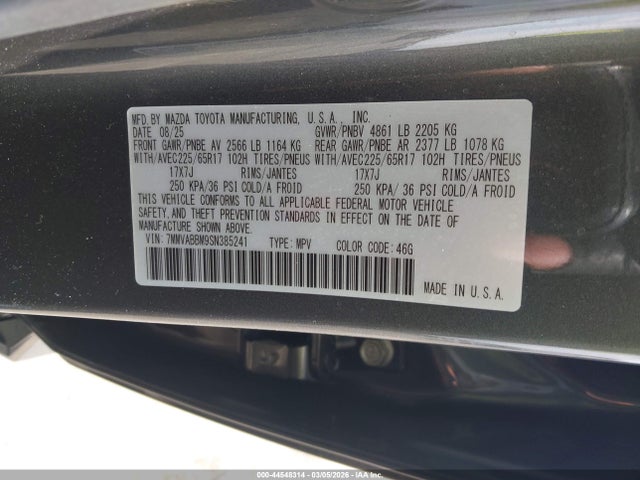 MFD. BY MAZDA TOYOTA MANUFACTURING, U.S.A., INC.
DATE 08/25 GVWR/PNBV 4861 LB 2205 KG
FRONT GAWR/PNBE AV 2566 LB 1164 KG REAR GAWR/PNBE AR 2377 LB 1078 KG
WITH/AVEC225/65R17 102H TIRES/PNEUS WITH/AVEC225/65R17 102H TIRES/PNEUS
17X7J RIMS/JANTES 17X7J RIMS/JANTES
250 KPA/36 PSI COLD/A FROID 250 KPA/36 PSI COLD/A FROID
THIS VEHICLE CONFORMS TO ALL APPLICABLE FEDERAL MOTOR VEHICLE
SAFETY, AND THEFT PREVENTION STANDARDS IN EFFECT ON THE DATE OF
MANUFACTURE SHOWN ABOVE.
VIN: 7MMVABBM9SN385241 TYPE: MPV COLOR CODE: 46G
MADE IN U.S.A.
000-44548314 - 03/05/2026 - COPYRIGHT IAA, LLC.